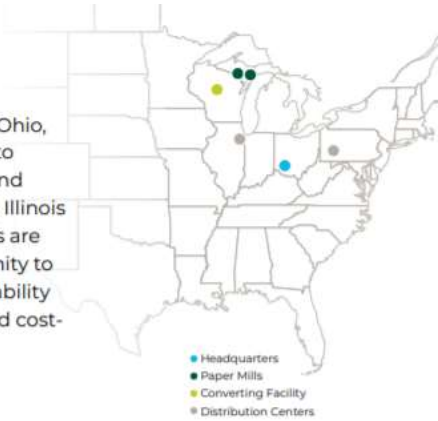 Ohio,
to
nd
Illinois
s are
nity to
ability
d cost-
Headquarters
Paper Mills
Converting Facility
Distribution Centers